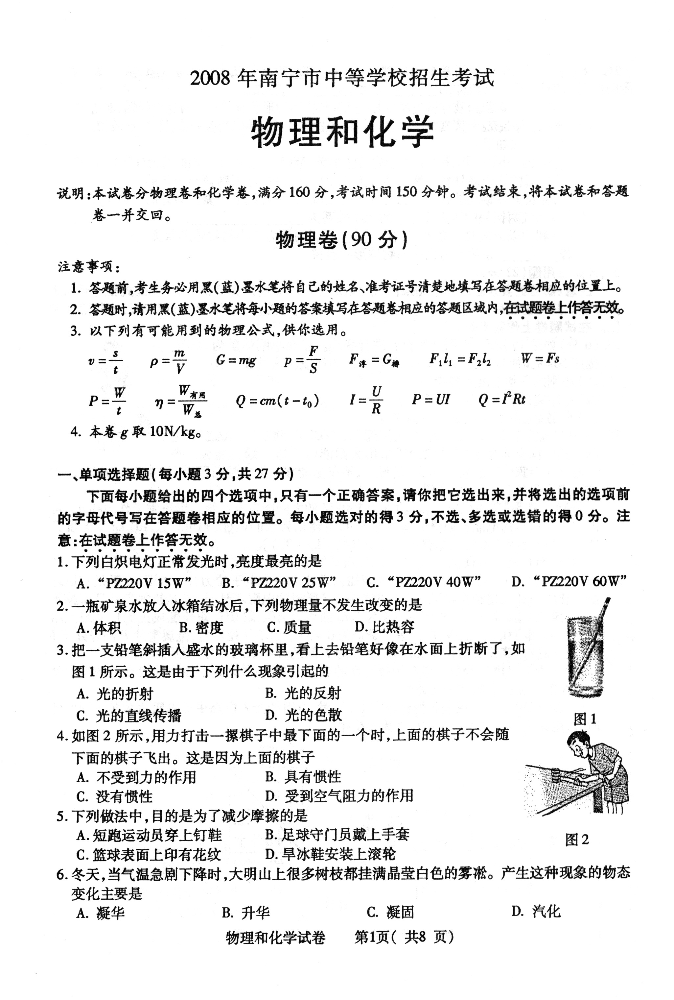 2008 年南宁市中等学校招生考试
物理和化学
说明:本试卷分物理卷和化学卷,满分 160 分,考试时间 150 分钟。考试结束,将本试卷和答题
卷一并交回。
物理卷(90 分)
注意事项:
1. 答题前,考生务必用黑(蓝)墨水笔将自己的姓名、准考证号清楚地填写在答题卷相应的位置上。
2. 答题时,请用黑(蓝)墨水笔将每小题的答案填写在答题卷相应的答题区域内,在试题卷上作答无效。
3. 以下列有可能用到的物理公式,供你选用。
v=s/t ρ=m/V G=mg p=F/S F浮=G排 F₁l₁=F₂l₂ W=Fs
P=W/t η=W有用/W总 Q=cm(t-t₀) I=U/R P=UI Q=I²Rt
4. 本卷 g 取 10N/kg。
一、单项选择题(每小题 3 分,共 27 分)
下面每小题给出的四个选项中,只有一个正确答案,请你把它选出来,并将选出的选项前
的字母代号写在答题卷相应的位置。每小题选对的得 3 分,不选、多选或选错的得 0 分。注
意:在试题卷上作答无效。
1. 下列白炽电灯正常发光时,亮度最亮的是
A. “PZ220V 15W” B. “PZ220V 25W” C. “PZ220V 40W” D. “PZ220V 60W”
2. 一瓶矿泉水放入冰箱结冰后,下列物理量不发生改变的是
A. 体积 B. 密度 C. 质量 D. 比热容
3. 把一支铅笔斜插入盛水的玻璃杯里,看上去铅笔好像在水面上折断了,如
图 1 所示。这是由于下列什么现象引起的
A. 光的折射 B. 光的反射
C. 光的直线传播 D. 光的色散
图 1
4. 如图 2 所示,用力打击一摞棋子中最下面的一个时,上面的棋子不会随
下面的棋子飞出。这是因为上面的棋子
A. 不受到力的作用 B. 具有惯性
C. 没有惯性 D. 受到空气阻力的作用
5. 下列做法中,目的是为了减少摩擦的是
A. 短跑运动员穿上钉鞋 B. 足球守门员戴上手套
C. 篮球表面上印有花纹 D. 旱冰鞋安装上滚轮
图 2
6. 冬天,当气温急剧下降时,大明山上很多树枝都挂满晶莹白色的雾凇。产生这种现象的物态
变化主要是
A. 凝华 B. 升华 C. 凝固 D. 汽化
物理和化学试卷 第1页( 共8 页)